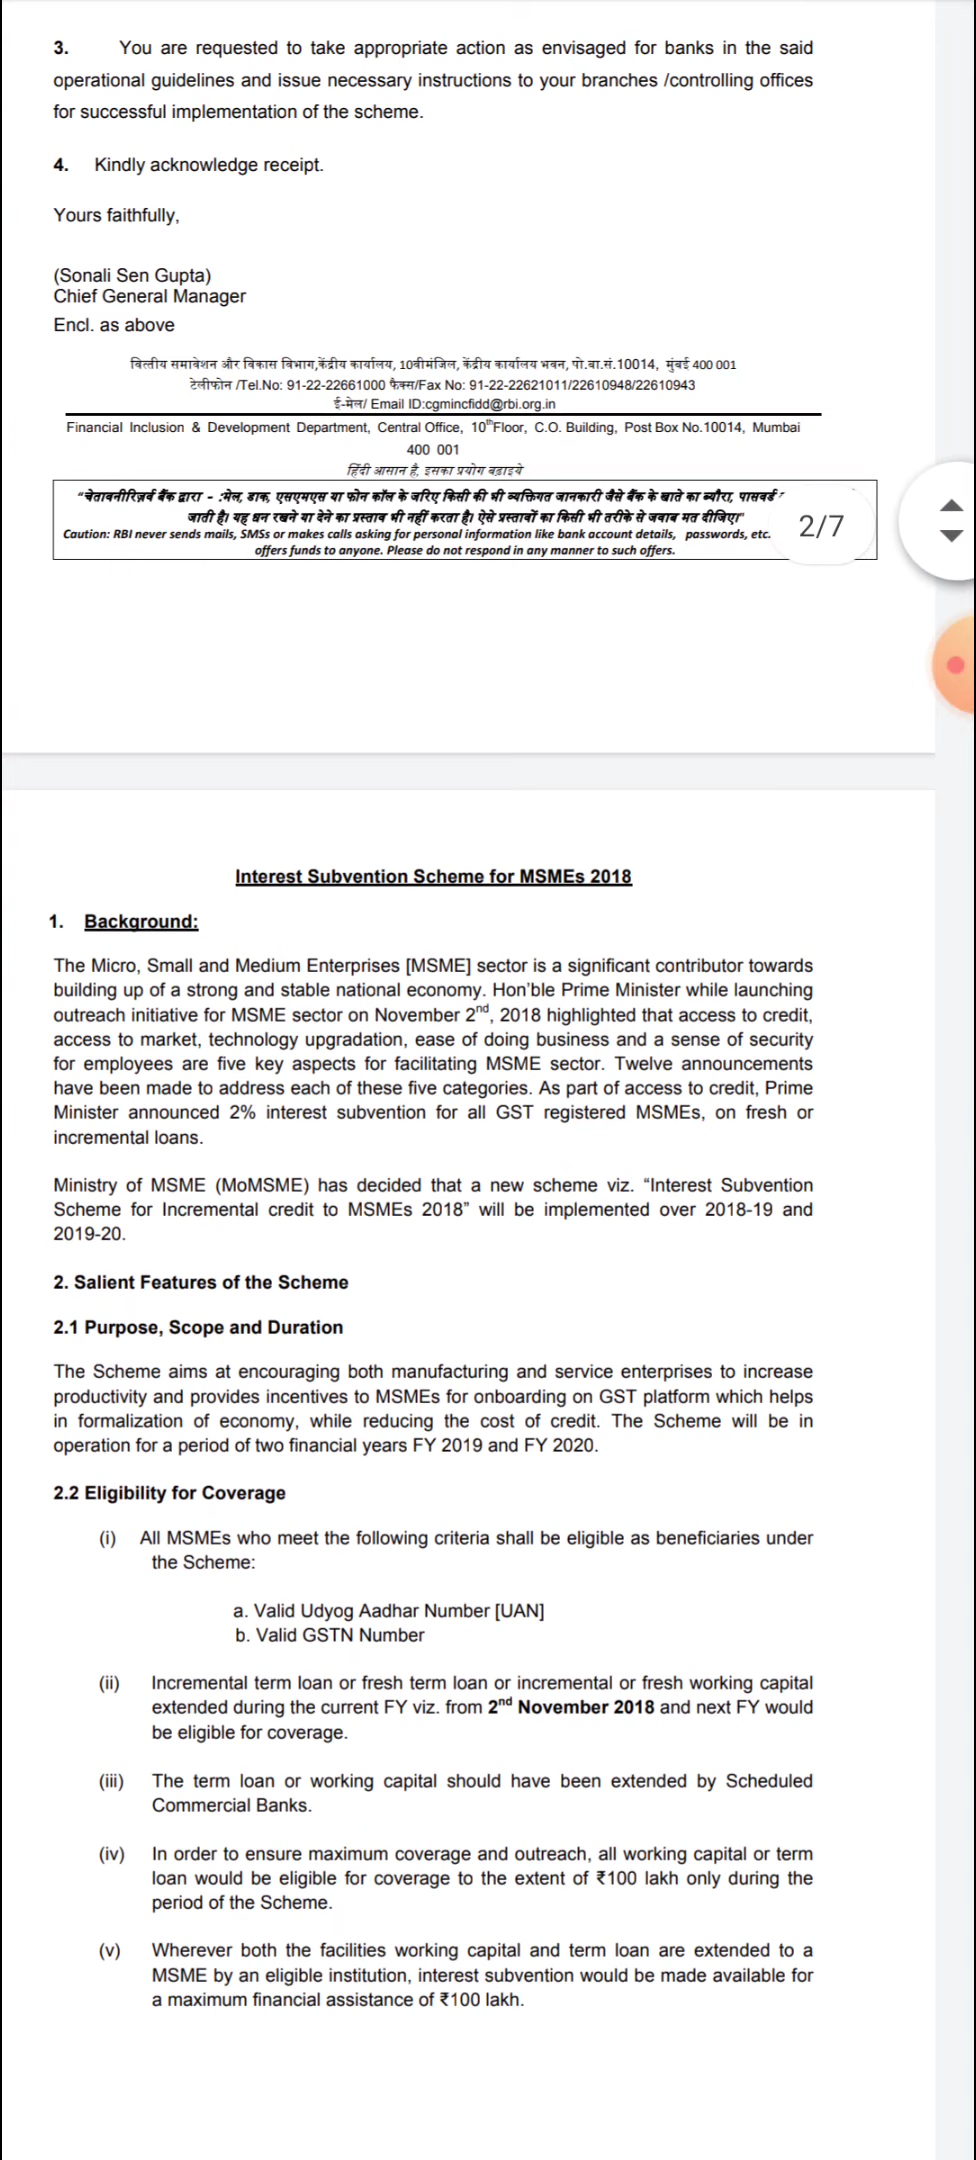 3. You are requested to take appropriate action as envisaged for banks in the said
operational guidelines and issue necessary instructions to your branches /controlling offices
for successful implementation of the scheme.
4. Kindly acknowledge receipt.
Yours faithfully,
(Sonali Sen Gupta)
Chief General Manager
Encl. as above
वित्तीय समावेशन और विकास विभाग,केंद्रीय कार्यालय, 10वीमंजिल, केंद्रीय कार्यालय भवन, पो.बा.सं.10014, मुंबई 400 001
टेलीफोन /Tel.No: 91-22-22661000 फैक्स/Fax No: 91-22-22621011/22610948/22610943
ई-मेल/ Email ID:cgmincfidd@rbi.org.in
Financial Inclusion & Development Department, Central Office, 10thFloor, C.O. Building, Post Box No.10014, Mumbai
400 001
हिंदी आसान है, इसका प्रयोग बढ़ाइये
"चेतावनीरिज़र्व बैंक द्वारा - :मेल, डाक, एसएमएस या फोन कॉल के जरिए किसी की भी व्यक्तिगत जानकारी जैसे बैंक के खाते का ब्यौरा, पासवर्ड
जाती है। यह धन रखने या देने का प्रस्ताव भी नहीं करता है। ऐसे प्रस्तावों का किसी भी तरीके से जवाब मत दीजिए।"
Caution: RBI never sends mails, SMSs or makes calls asking for personal information like bank account details, passwords, etc.
offers funds to anyone. Please do not respond in any manner to such offers.
2/7
Interest Subvention Scheme for MSMEs 2018
1. Background:
The Micro, Small and Medium Enterprises [MSME] sector is a significant contributor towards
building up of a strong and stable national economy. Hon'ble Prime Minister while launching
outreach initiative for MSME sector on November 2nd, 2018 highlighted that access to credit,
access to market, technology upgradation, ease of doing business and a sense of security
for employees are five key aspects for facilitating MSME sector. Twelve announcements
have been made to address each of these five categories. As part of access to credit, Prime
Minister announced 2% interest subvention for all GST registered MSMEs, on fresh or
incremental loans.
Ministry of MSME (MoMSME) has decided that a new scheme viz. “Interest Subvention
Scheme for Incremental credit to MSMEs 2018” will be implemented over 2018-19 and
2019-20.
2. Salient Features of the Scheme
2.1 Purpose, Scope and Duration
The Scheme aims at encouraging both manufacturing and service enterprises to increase
productivity and provides incentives to MSMEs for onboarding on GST platform which helps
in formalization of economy, while reducing the cost of credit. The Scheme will be in
operation for a period of two financial years FY 2019 and FY 2020.
2.2 Eligibility for Coverage
(i) All MSMEs who meet the following criteria shall be eligible as beneficiaries under
the Scheme:
a. Valid Udyog Aadhar Number [UAN]
b. Valid GSTN Number
(ii) Incremental term loan or fresh term loan or incremental or fresh working capital
extended during the current FY viz. from 2nd November 2018 and next FY would
be eligible for coverage.
(iii) The term loan or working capital should have been extended by Scheduled
Commercial Banks.
(iv) In order to ensure maximum coverage and outreach, all working capital or term
loan would be eligible for coverage to the extent of ₹100 lakh only during the
period of the Scheme.
(v) Wherever both the facilities working capital and term loan are extended to a
MSME by an eligible institution, interest subvention would be made available for
a maximum financial assistance of ₹100 lakh.